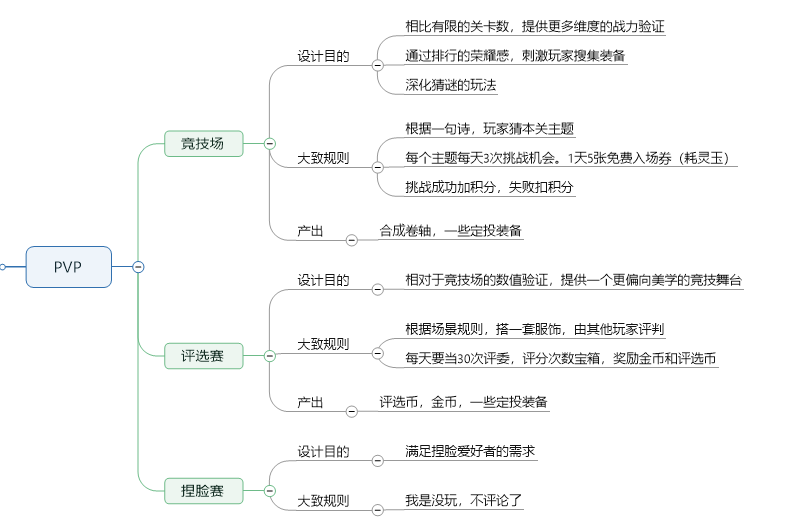 PVP
竞技场
设计目的
相比有限的关卡数，提供更多维度的战力验证
通过排行的荣耀感，刺激玩家搜集装备
深化猜谜的玩法
大致规则
根据一句诗，玩家猜本关主题
每个主题每天3次挑战机会。1天5张免费入场券（耗灵玉）
挑战成功加积分，失败扣积分
产出
合成卷轴，一些定投装备
评选赛
设计目的
相对于竞技场的数值验证，提供一个更偏向美学的竞技舞台
大致规则
根据场景规则，搭一套服饰，由其他玩家评判
每天要当30次评委，评分次数宝箱，奖励金币和评选币
产出
评选币，金币，一些定投装备
捏脸赛
设计目的
满足捏脸爱好者的需求
大致规则
我是没玩，不评论了